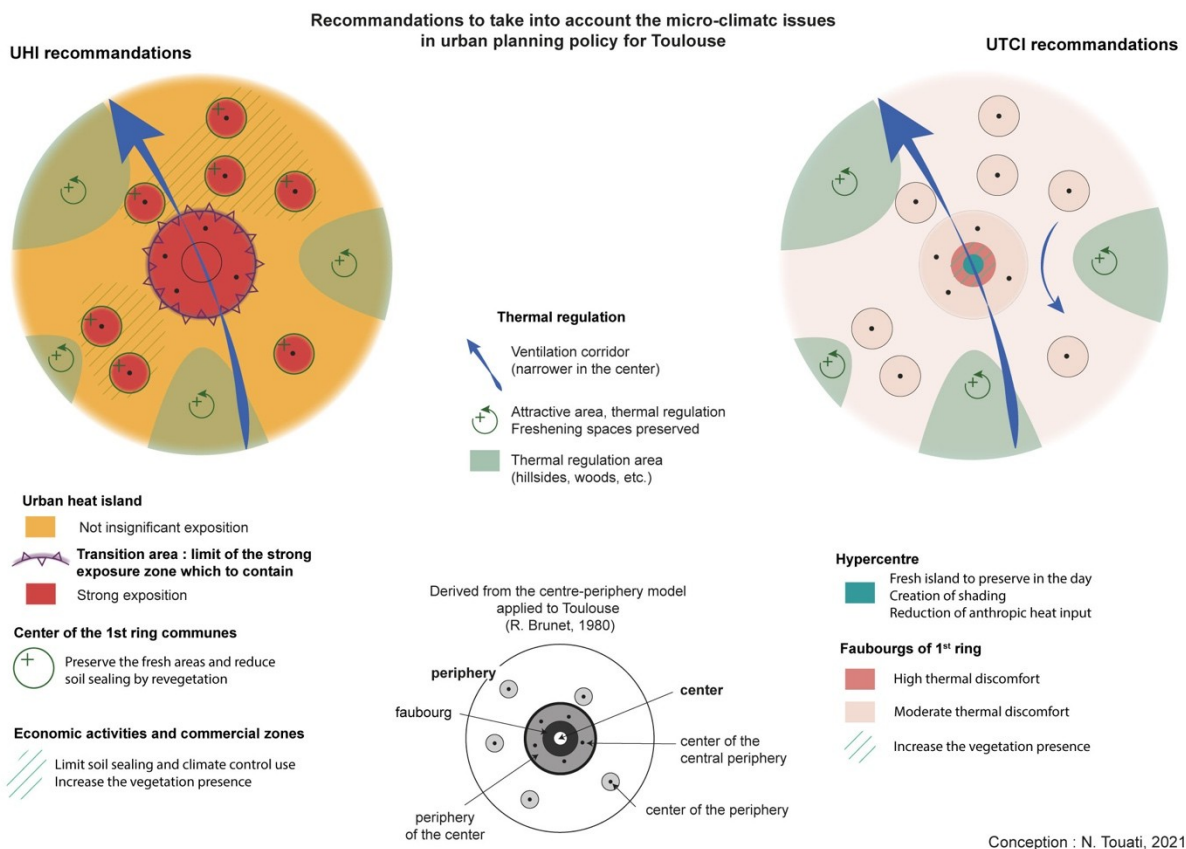 Recommandations to take into account the micro-climatc issues
in urban planning policy for Toulouse
UHI recommandations
UTCI recommandations
Thermal regulation
Ventilation corridor
(narrower in the center)
Attractive area, thermal regulation
Freshening spaces preserved
Thermal regulation area
(hillsides, woods, etc.)
Urban heat island
Not insignificant exposition
Transition area : limit of the strong
exposure zone which to contain
Strong exposition
Center of the 1st ring communes
Preserve the fresh areas and reduce
soil sealing by revegetation
Economic activities and commercial zones
Limit soil sealing and climate control use
Increase the vegetation presence
Derived from the centre-periphery model
applied to Toulouse
(R. Brunet, 1980)
periphery
faubourg
center
center of the
central periphery
periphery
of the center
center of the periphery
Hypercentre
Fresh island to preserve in the day
Creation of shading
Reduction of anthropic heat input
Faubourgs of 1st ring
High thermal discomfort
Moderate thermal discomfort
Increase the vegetation presence
Conception : N. Touati, 2021